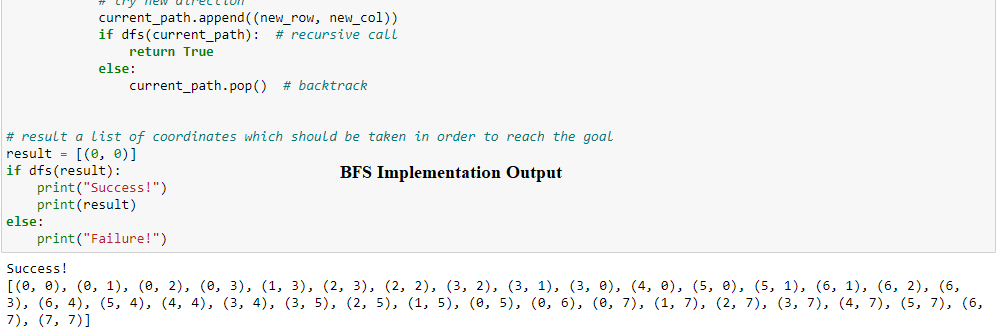 # try new direction
current_path.append((new_row, new_col))
if dfs(current_path):  # recursive call
return True
else:
current_path.pop()  # backtrack
# result a list of coordinates which should be taken in order to reach the goal
result = [(0, 0)]
if dfs(result):
BFS Implementation Output
print("Success!")
print(result)
else:
print("Failure!")
Success!
[(0, 0), (0, 1), (0, 2), (0, 3), (1, 3), (2, 3), (2, 2), (3, 2), (3, 1), (3, 0), (4, 0), (5, 0), (5, 1), (6, 1), (6, 2), (6,
3), (6, 4), (5, 4), (4, 4), (3, 4), (3, 5), (2, 5), (1, 5), (0, 5), (0, 6), (0, 7), (1, 7), (2, 7), (3, 7), (4, 7), (5, 7), (6,
7), (7, 7)]